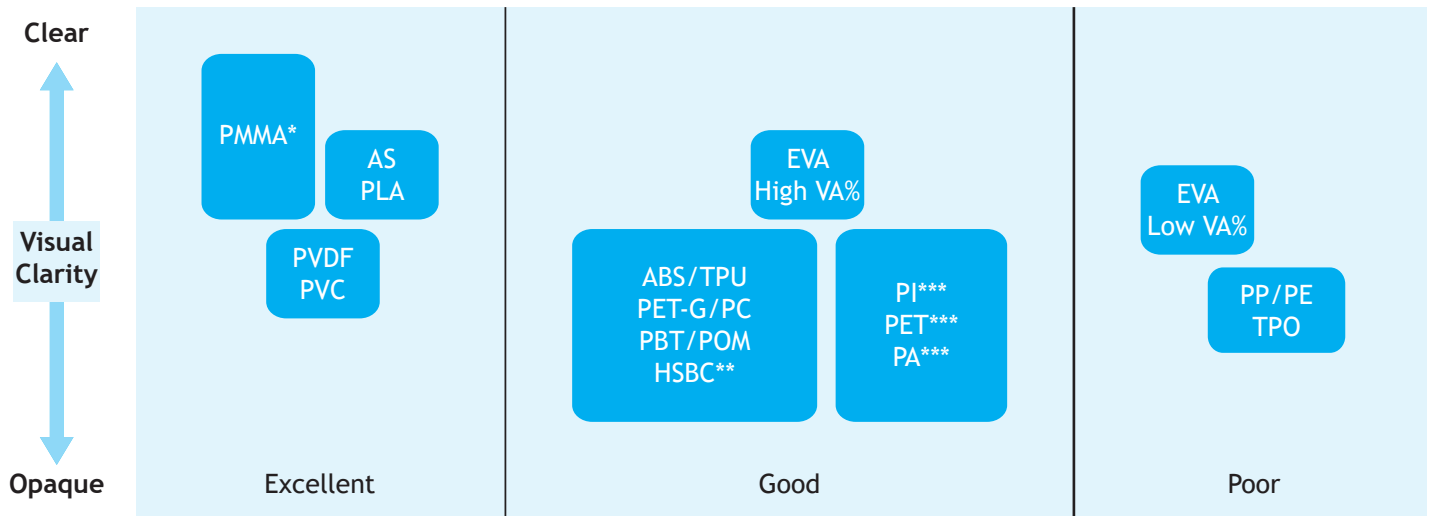 Clear
Visual
Clarity
Opaque
PMMA*
AS
PLA
PVDF
PVC
Excellent
EVA
High VA%
ABS/TPU
PET-G/PC
PBT/POM
HSBC**
PI***
PET***
PA***
Good
EVA
Low VA%
PP/PE
TPO
Poor